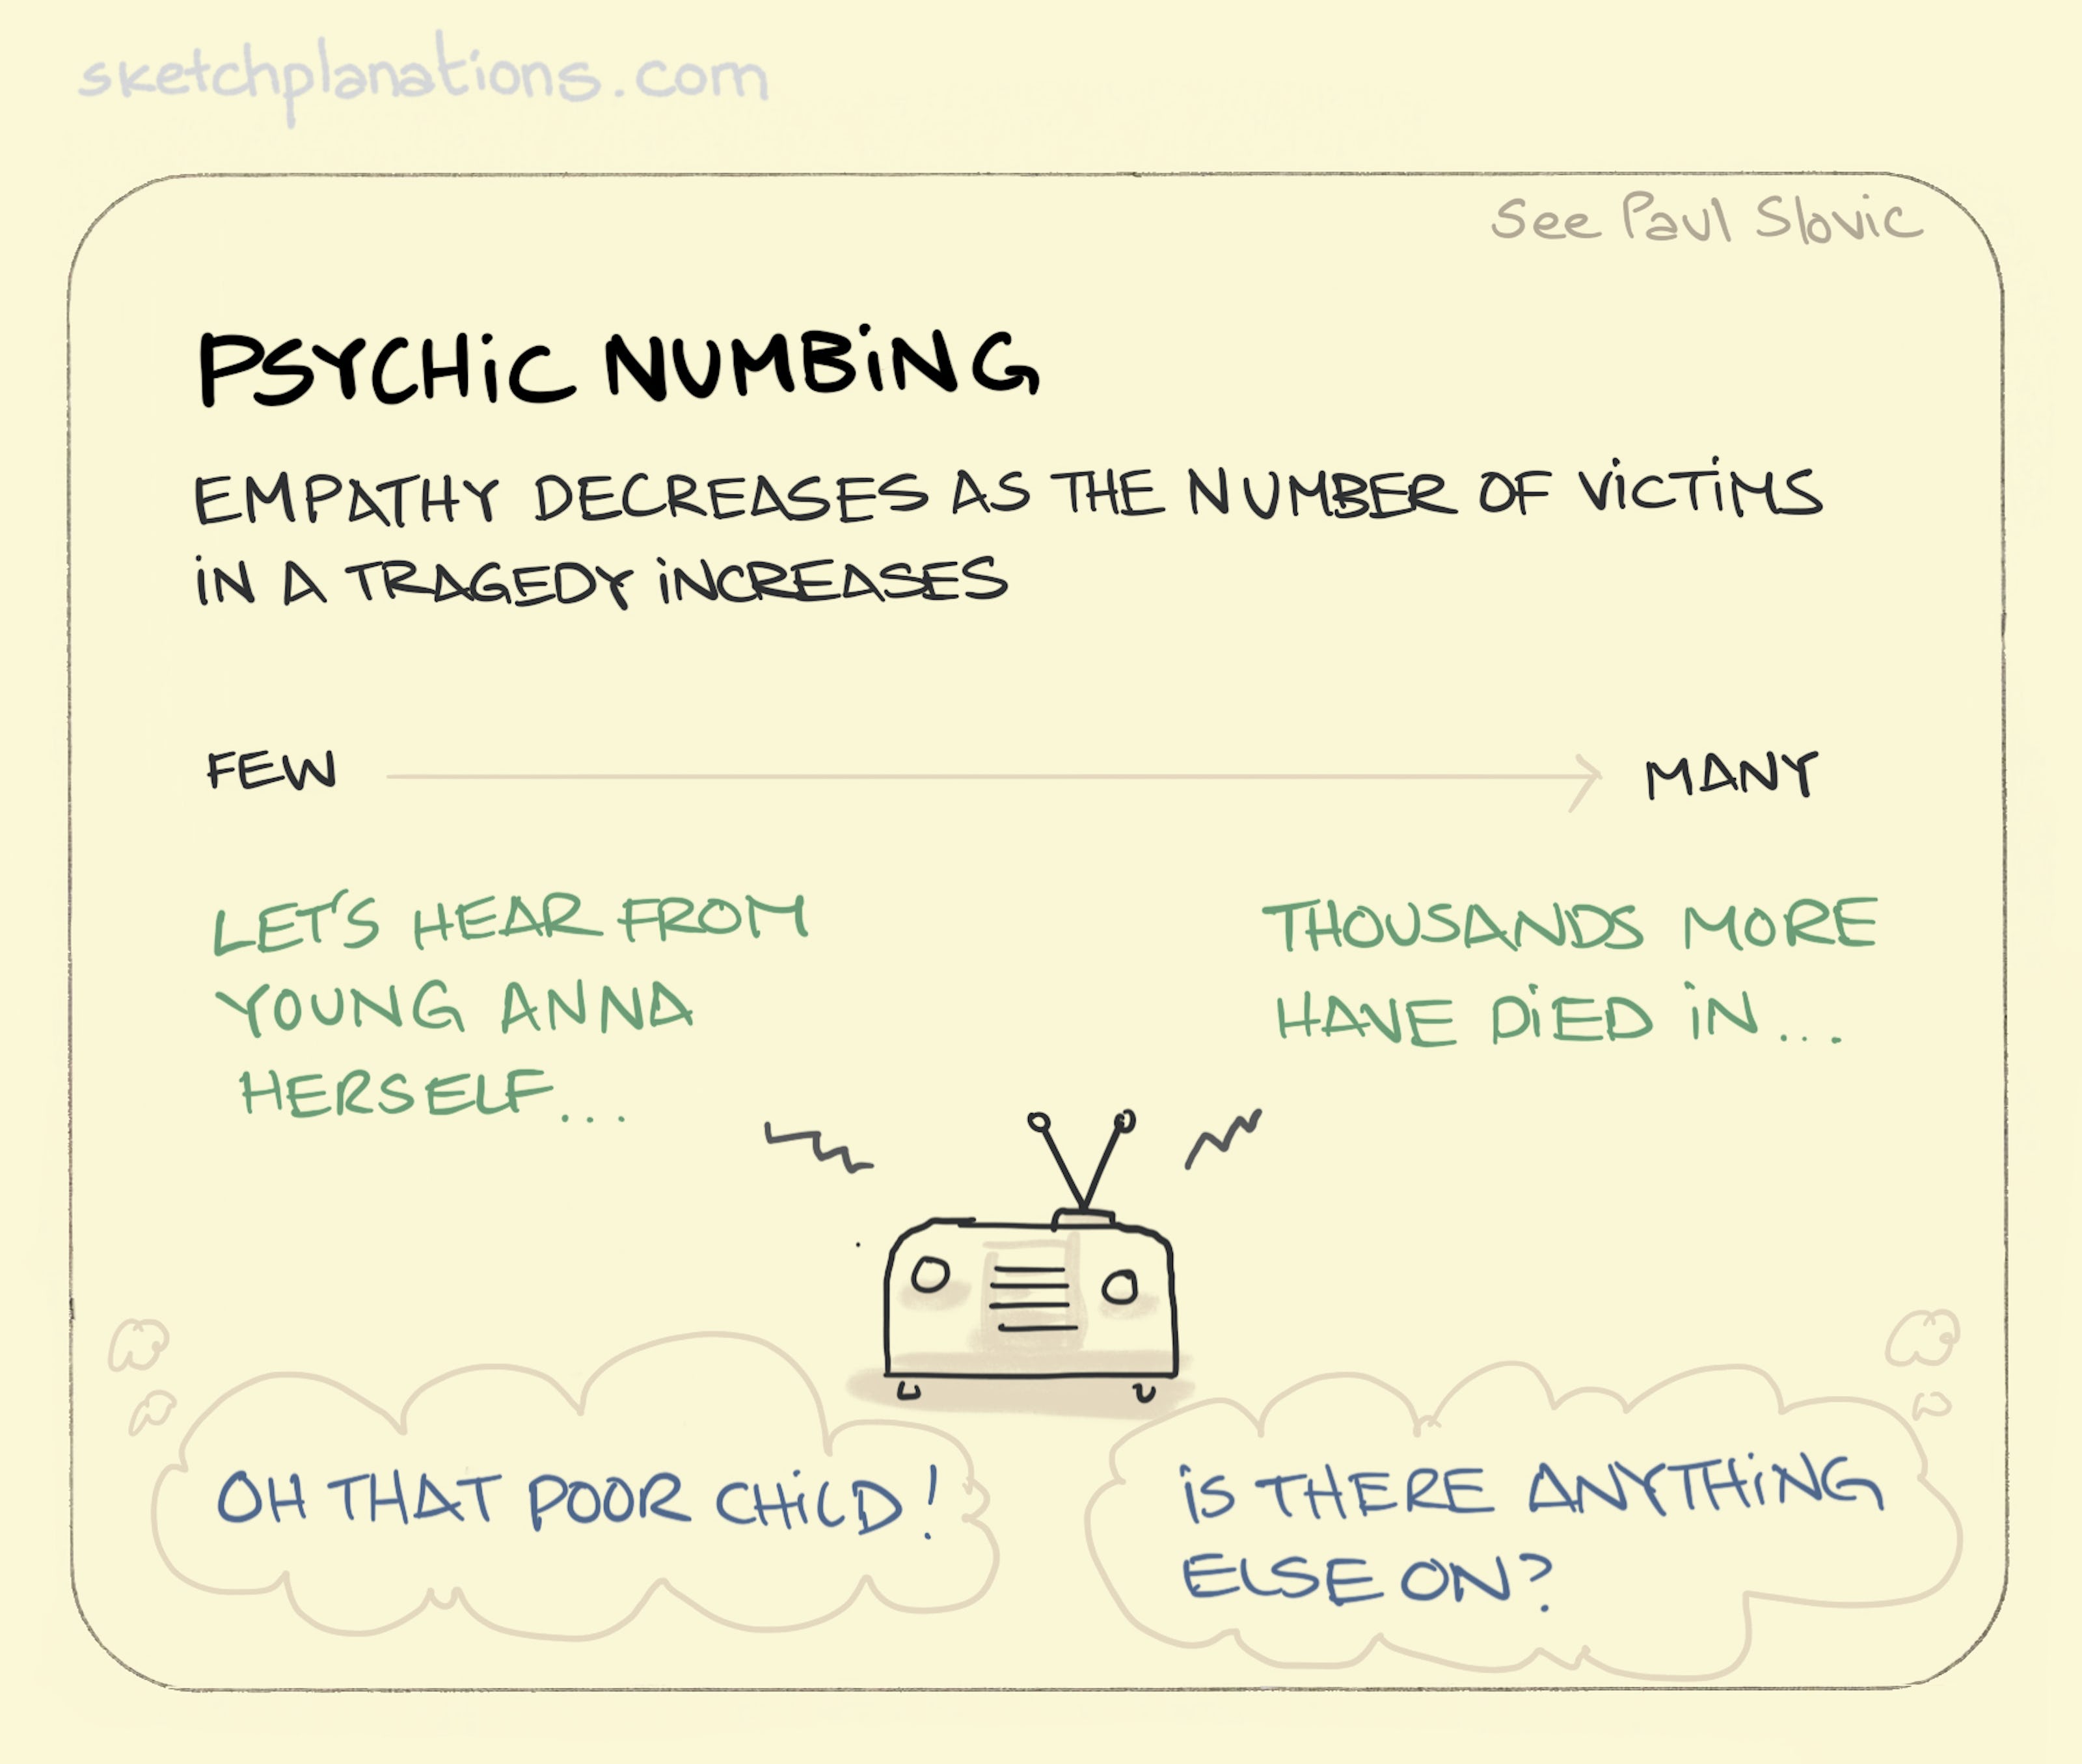 sketchplanations.com
See Paul Slovic
PSYCHiC NUMBiNG
EMPATHY DECREASES AS THE NUMBER OF ViCTiMS
iN A TRAGEDY iNCREASES
FEW
MANY
LET'S HEAR FROM
YOUNG ANNA
HERSELF...
THOUSANDS MORE
HAVE DiED iN...
OH THAT POOR CHiLD!
iS THERE ANYTHiNG
ELSE ON?